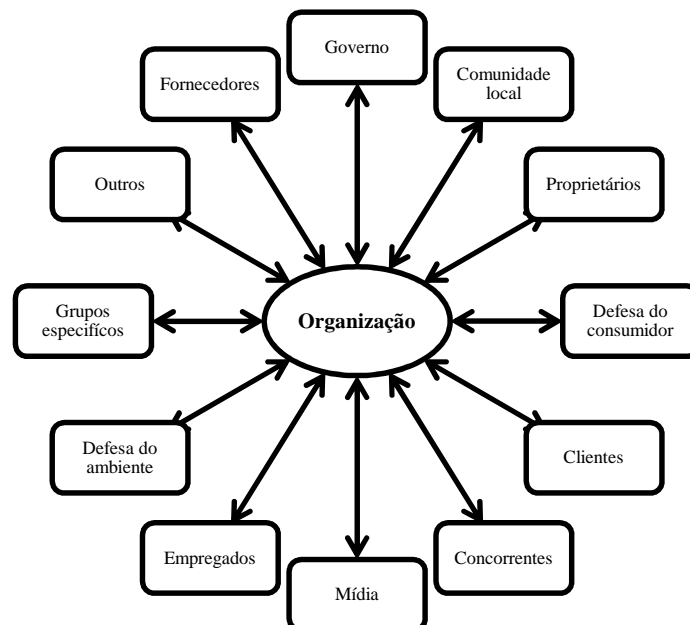 Governo
Fornecedores
Comunidade
local
Outros
Proprietários
Grupos
especifícos
Organização
Defesa do
consumidor
Defesa do
ambiente
Clientes
Empregados
Mídia
Concorrentes